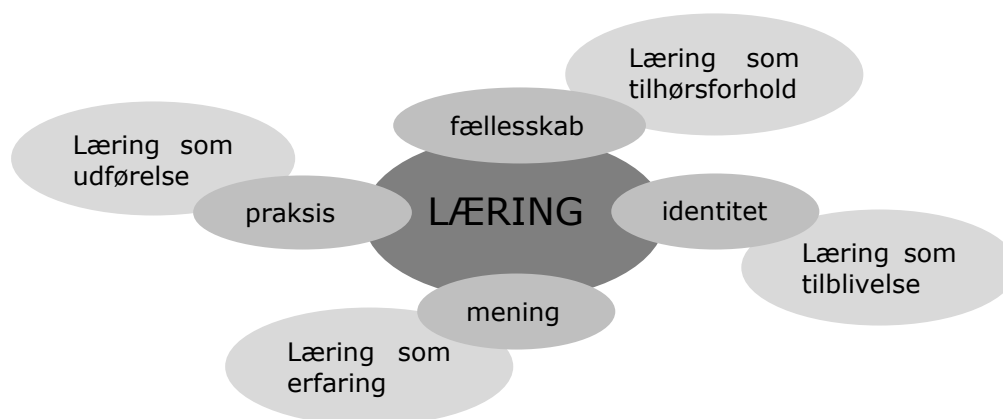 Læring som
tilhørsforhold
fællesskab
Læring som
udførelse
praksis
LÆRING
identitet
Læring som
tilblivelse
mening
Læring som
erfaring